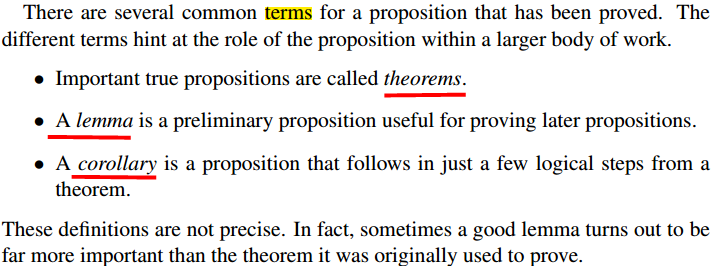 There are several common terms for a proposition that has been proved. The
different terms hint at the role of the proposition within a larger body of work.
• Important true propositions are called theorems.
• A lemma is a preliminary proposition useful for proving later propositions.
• A corollary is a proposition that follows in just a few logical steps from a
theorem.
These definitions are not precise. In fact, sometimes a good lemma turns out to be
far more important than the theorem it was originally used to prove.